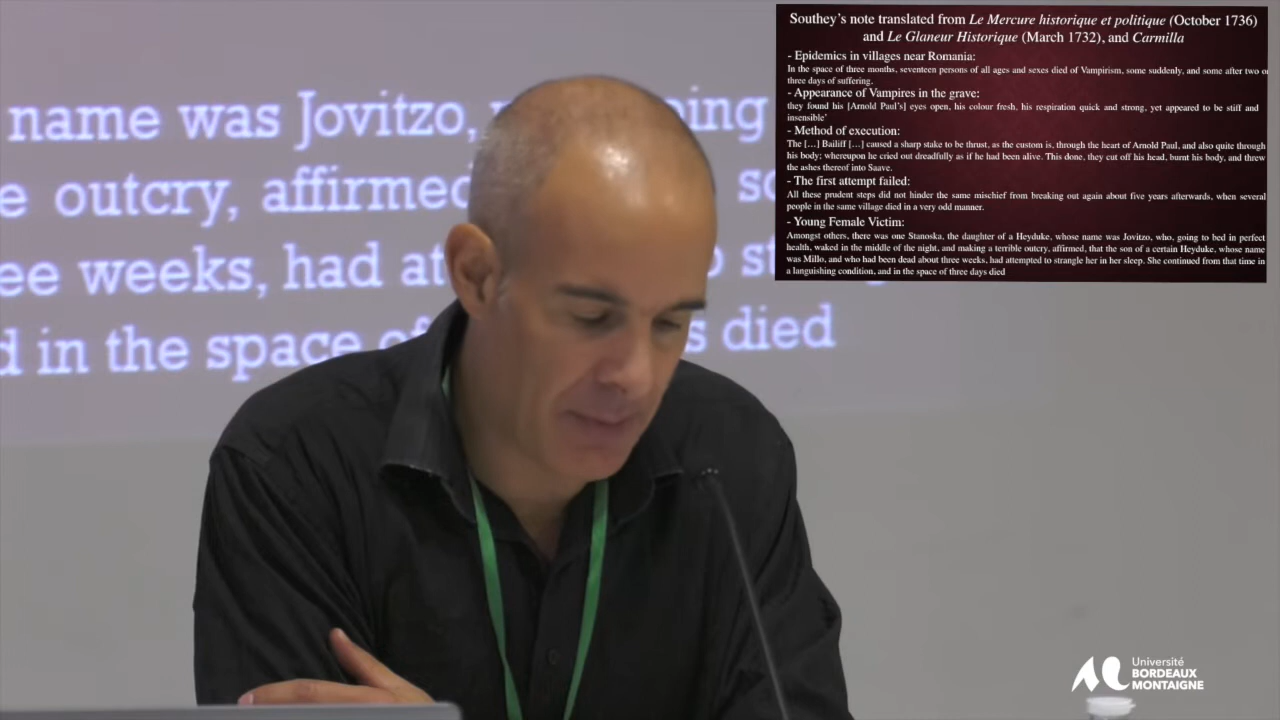 name was Jovitzo,
e outcry, affirmed
ee weeks, had
d in the space died
Southey's note translated from Le Mercure historique et politique (October 1736)
and Le Glaneur Historique (March 1732), and Carmilla
- Epidemics in villages near Romania:
In the space of three months, seventeen persons of all ages and sexes died of Vampirism, some suddenly, and some after two
three days of suffering.
- Appearance of Vampires in the grave:
they found his [Arnold Paul's] eyes open, his colour fresh, his respiration quick and strong, yet appeared to be stiff and
insensible'
- Method of execution:
The [...] Bailiff [...] caused a sharp stake to be thrust, as the custom is, through the heart of Arnold Paul, and also quite through
his body; whereupon he cried out dreadfully as if he had been alive. This done, they cut off his head, burnt his body, and threw
the ashes thereof into Saave.
- The first attempt failed:
All these prudent steps did not hinder the same mischief from breaking out again about five years afterwards, when several
people in the same village died in a very odd manner.
- Young Female Victim:
Amongst others, there was one Stanoska, the daughter of a Heyduke, whose name was Jovitzo, who, going to bed in perfect
health, waked in the middle of the night, and making a terrible outcry, affirmed, that the son of a certain Heyduke, whose name
was Millo, and who had been dead about three weeks, had attempted to strangle her in her sleep. She continued from that time in
a languishing condition, and in the space of three days died
Université
BORDEAUX
MONTAIGNE